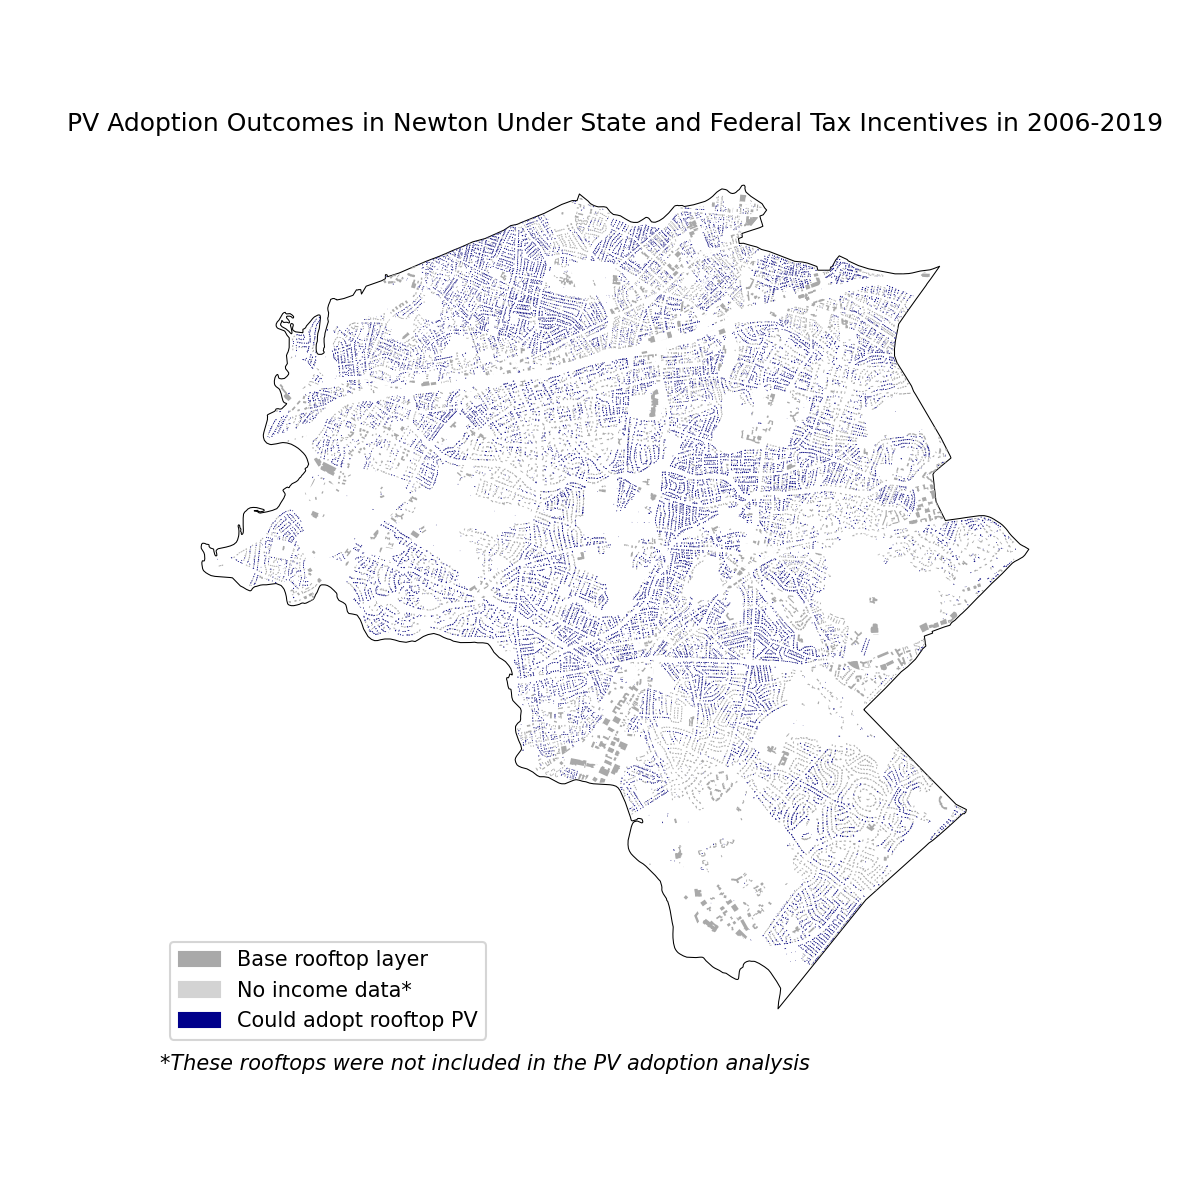 PV Adoption Outcomes in Newton Under State and Federal Tax Incentives in 2006-2019
Base rooftop layer
No income data*
Could adopt rooftop PV
*These rooftops were not included in the PV adoption analysis